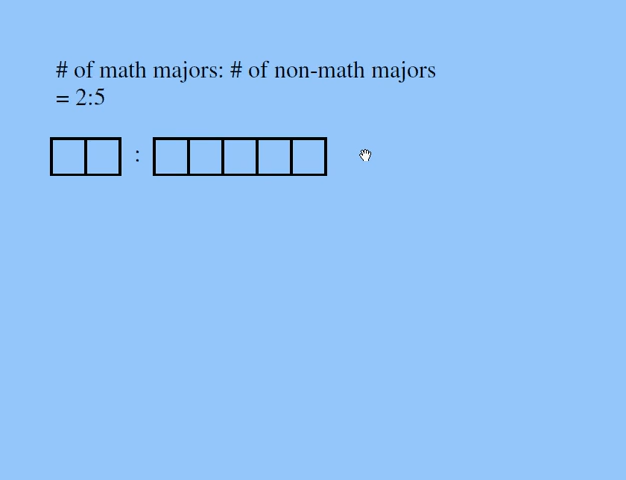 # of math majors: # of non-math majors
= 2:5
: